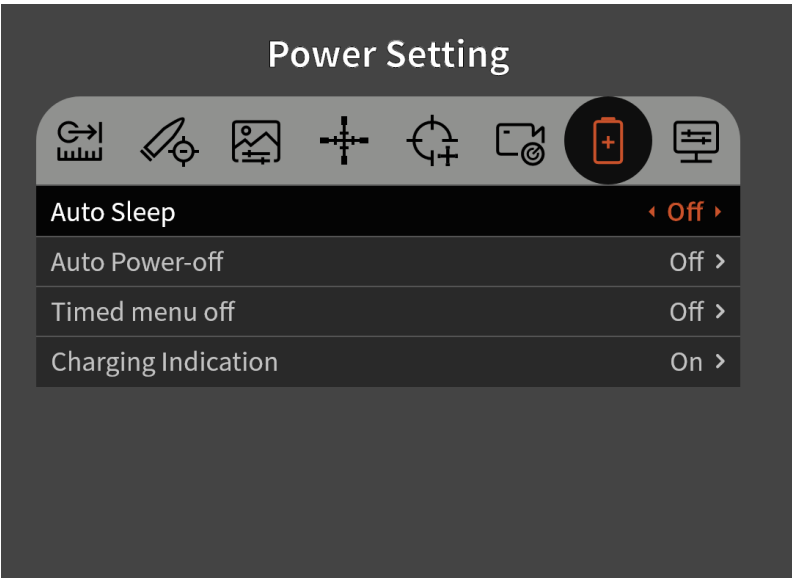 Power Setting
Auto Sleep Off
Auto Power-off Off
Timed menu off Off
Charging Indication On